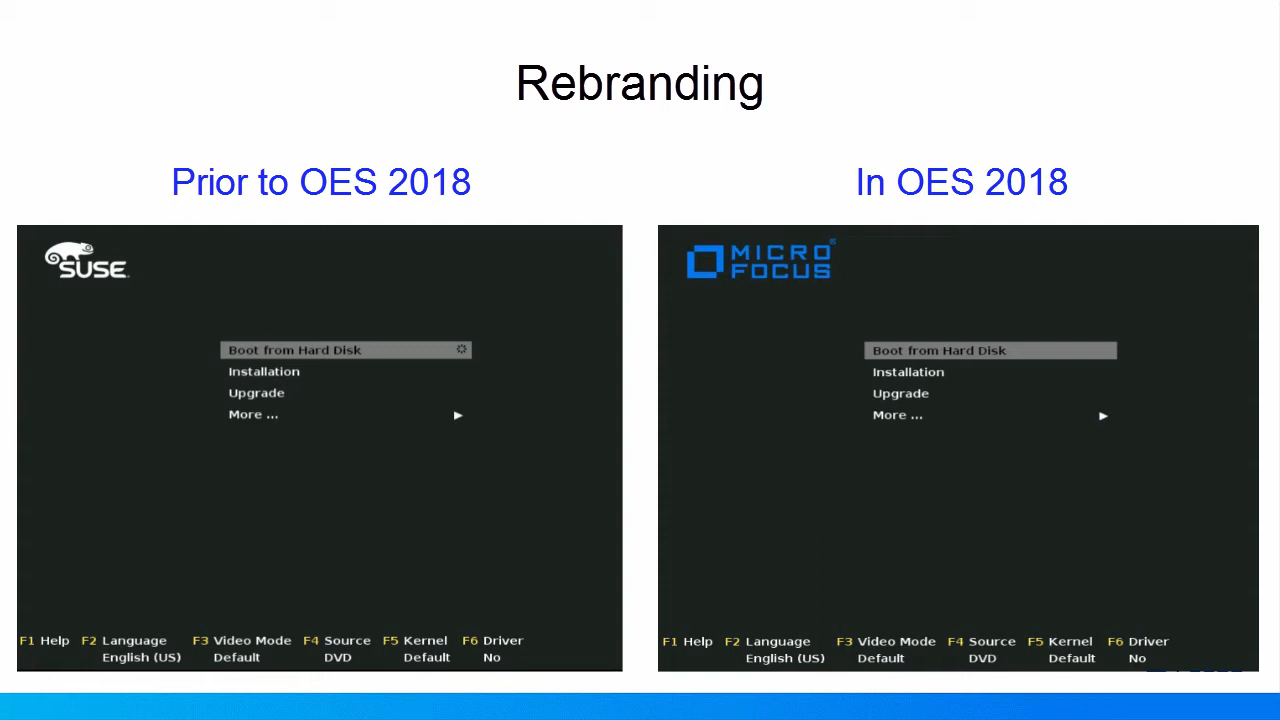 Rebranding
Prior to OES 2018
SUSE
Boot from Hard Disk
Installation
Upgrade
More ...
F1 Help F2 Language F3 Video Mode F4 Source F5 Kernel F6 Driver
English (US) Default DVD Default No
In OES 2018
MICRO
FOCUS
Boot from Hard Disk
Installation
Upgrade
More ...
F1 Help F2 Language F3 Video Mode F4 Source F5 Kernel F6 Driver
English (US) Default DVD Default No